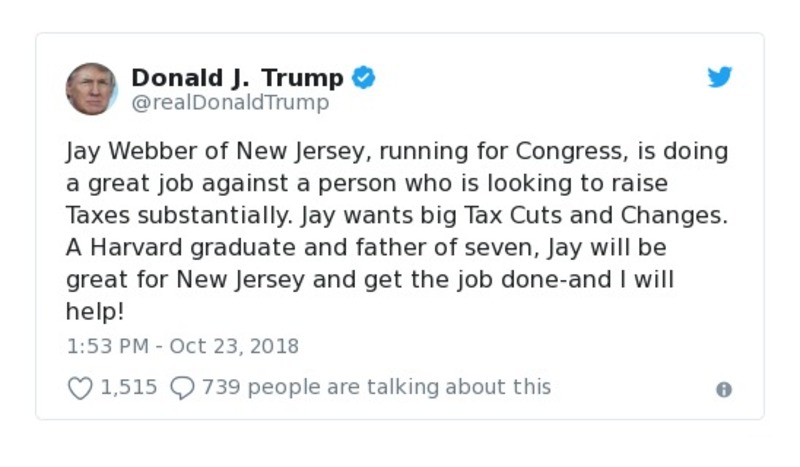 Donald J. Trump
@realDonaldTrump
Jay Webber of New Jersey, running for Congress, is doing
a great job against a person who is looking to raise
Taxes substantially. Jay wants big Tax Cuts and Changes.
A Harvard graduate and father of seven, Jay will be
great for New Jersey and get the job done-and I will
help!
1:53 PM - Oct 23, 2018
1,515 739 people are talking about this